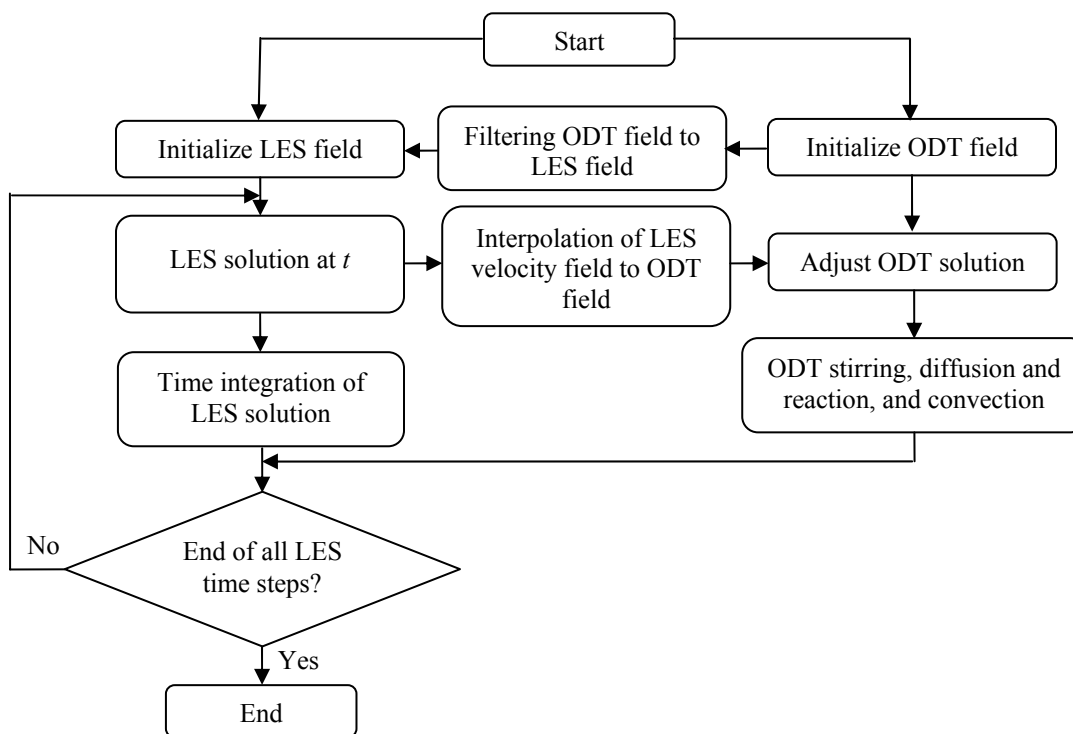 Start
Initialize LES field
Filtering ODT field to
LES field
Initialize ODT field
LES solution at t
Interpolation of LES
velocity field to ODT
field
Adjust ODT solution
Time integration of
LES solution
ODT stirring, diffusion and
reaction, and convection
No
End of all LES
time steps?
Yes
End